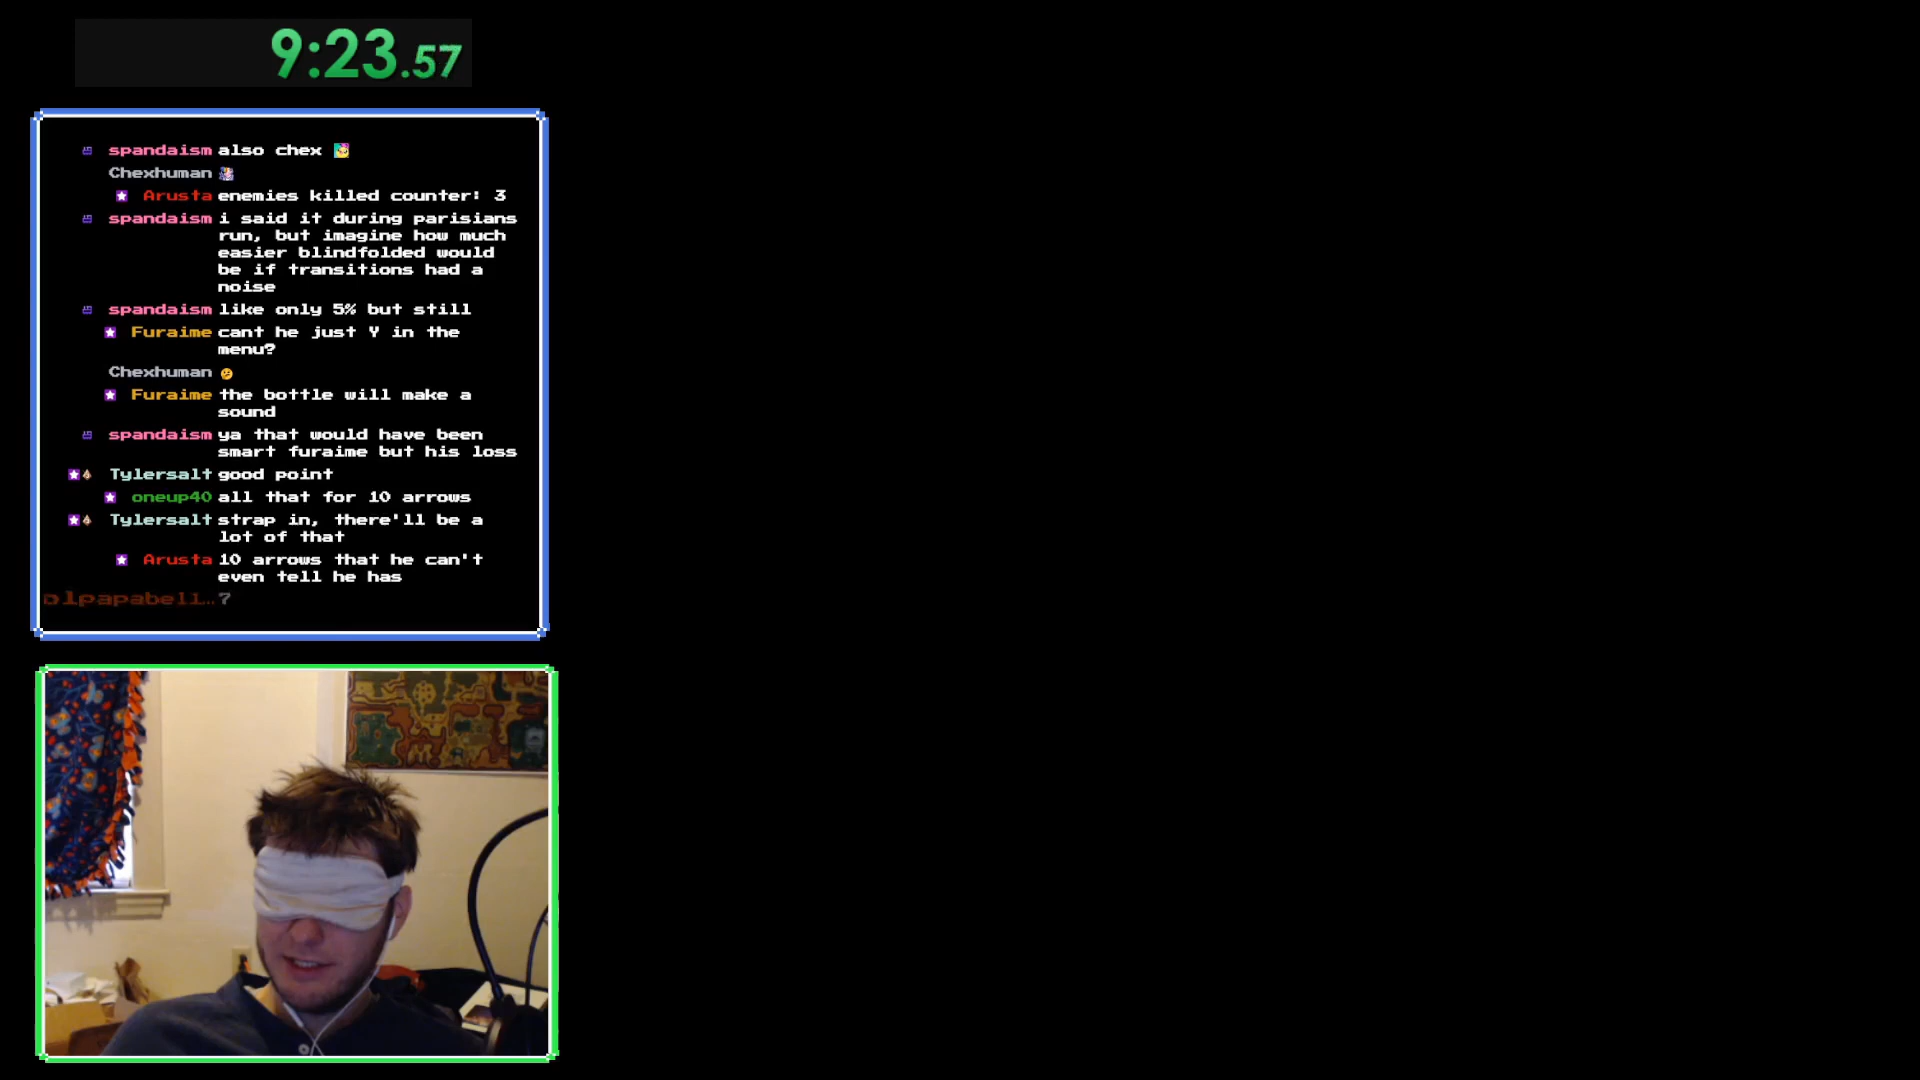 9:23.57
spandaism also chex
Chexhuman
Arusta enemies killed counter: 3
spandaism i said it during parisians
run, but imagine how much
easier blindfolded would
be if transitions had a
noise
spandaism like only 5% but still
Furaime cant he just Y in the
menu?
Chexhuman
Furaime the bottle will make a
sound
spandaism ya that would have been
smart furaime but his loss
Tylersalt good point
oneup40 all that for 10 arrows
Tylersalt strap in, there'll be a
lot of that
Arusta 10 arrows that he can't
even tell he has
olpapabell… 7